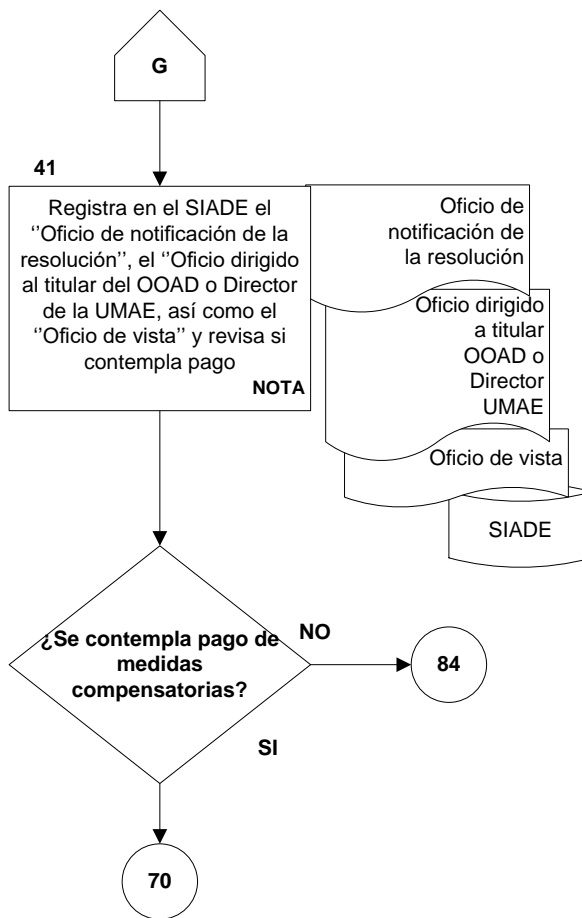 G
41
Registra en el SIADE el
‘’Oficio de notificación de la
resolución’’, el ‘’Oficio dirigido
al titular del OOAD o Director
de la UMAE, así como el
‘’Oficio de vista’’ y revisa si
contempla pago
NOTA
Oficio de
notificación de
la resolución
Oficio dirigido
a titular
OOAD o
Director
UMAE
Oficio de vista
SIADE
¿Se contempla pago de
medidas
compensatorias?
NO
84
SI
70